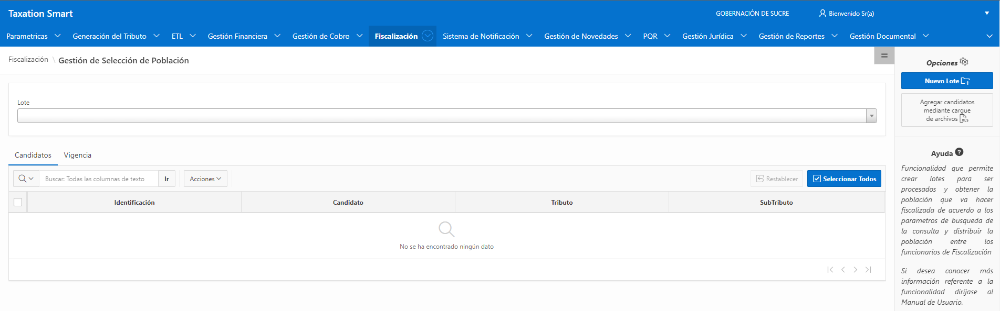 Taxation Smart
GOBERNACIÓN DE SUCRE
Bienvenido Sr(a)
Parametricas
Generación del Tributo
ETL
Gestión Financiera
Gestión de Cobro
Fiscalización
Sistema de Notificación
Gestión de Novedades
PQR
Gestión Jurídica
Gestión de Reportes
Gestión Documental
Fiscalización \ Gestión de Selección de Población
Lote
Candidatos
Vigencia
Buscar: Todas las columnas de texto
Ir
Acciones
Restablecer
Seleccionar Todos
Identificación
Candidato
Tributo
SubTributo
No se ha encontrado ningún dato
Opciones
Nuevo Lote
Agregar candidatos
mediante cargue
de archivos
XLS
Ayuda ?
Funcionalidad que permite
crear lotes para ser
procesados y obtener la
población que va hacer
fiscalizada de acuerdo a los
parametros de busqueda de
la consulta y distribuir la
población entre los
funcionarios de Fiscalización
Si desea conocer más
información referente a la
funcionalidad diríjase al
Manual de Usuario.